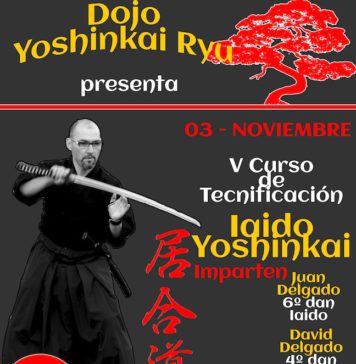 Dojo
Yoshinkai Ryu
presenta
03 - NOVIEMBRE
V Curso
de
Tecnificación
Iaido
Yoshinkai
Imparten
Juan
Delgado
6º dan
Iaido
David
Delgado
4º dan
居
合
道